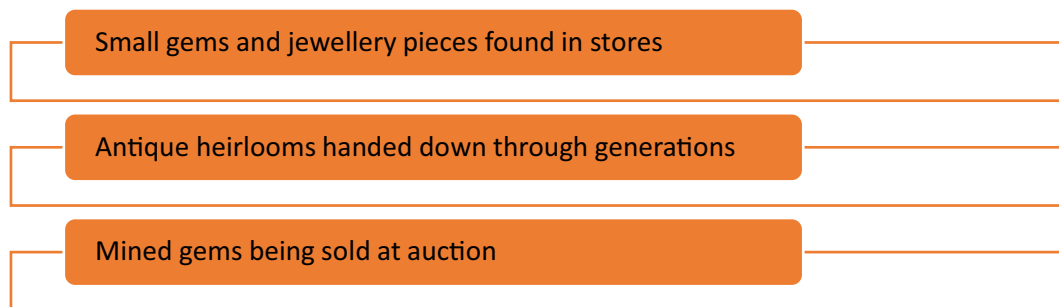 Small gems and jewellery pieces found in stores
Antique heirlooms handed down through generations
Mined gems being sold at auction